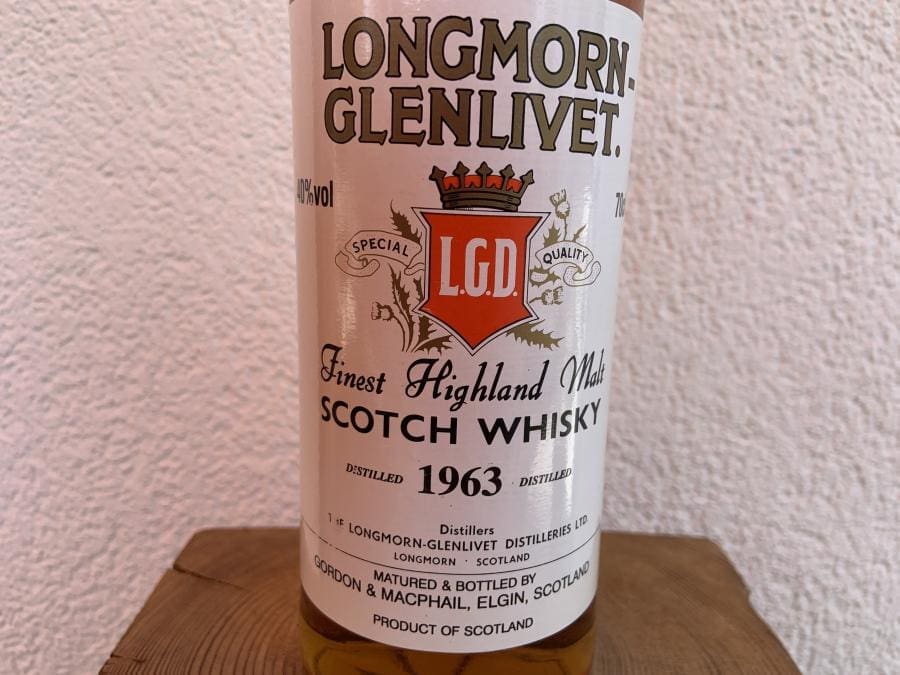 LONGMORN-
GLENLIVET.
40%vol
70c
SPECIAL
L.G.D.
QUALITY
Finest Highland Malt
SCOTCH WHISKY
DISTILLED 1963 DISTILLED
Distillers
LONGMORN-GLENLIVET DISTILLERIES LTD.
LONGMORN · SCOTLAND
MATURED & BOTTLED BY
GORDON & MACPHAIL, ELGIN, SCOTLAND
PRODUCT OF SCOTLAND